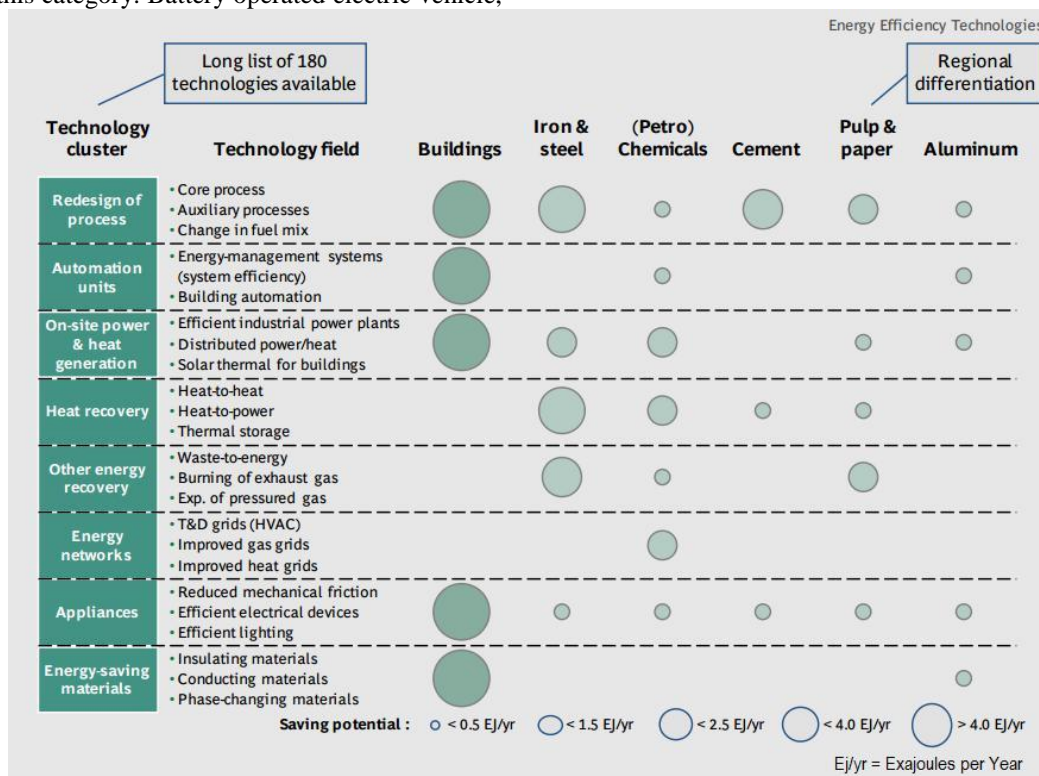 this category. Battery operated electric vehicle,
Energy Efficiency Technologies
Long list of 180
technologies available
Regional
differentiation
Technology
cluster
Technology field
Buildings
Iron &
steel
(Petro)
Chemicals
Cement
Pulp &
paper
Aluminum
Redesign of
process
• Core process
• Auxiliary processes
• Change in fuel mix
Automation
units
• Energy-management systems
(system efficiency)
• Building automation
On-site power
& heat
generation
• Efficient industrial power plants
• Distributed power/heat
• Solar thermal for buildings
Heat recovery
• Heat-to-heat
• Heat-to-power
• Thermal storage
Other energy
recovery
• Waste-to-energy
• Burning of exhaust gas
• Exp. of pressured gas
Energy
networks
• T&D grids (HVAC)
• Improved gas grids
• Improved heat grids
Appliances
• Reduced mechanical friction
• Efficient electrical devices
• Efficient lighting
Energy-saving
materials
• Insulating materials
• Conducting materials
• Phase-changing materials
Saving potential : < 0.5 EJ/yr < 1.5 EJ/yr < 2.5 EJ/yr < 4.0 EJ/yr > 4.0 EJ/yr
Ej/yr = Exajoules per Year